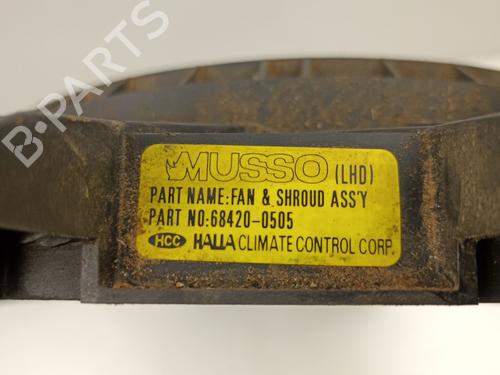 MUSSO (LHD)
PART NAME:FAN & SHROUD ASS'Y
PART NO:68420-0505
HCC HALLA CLIMATE CONTROL CORP.
B-PARTS